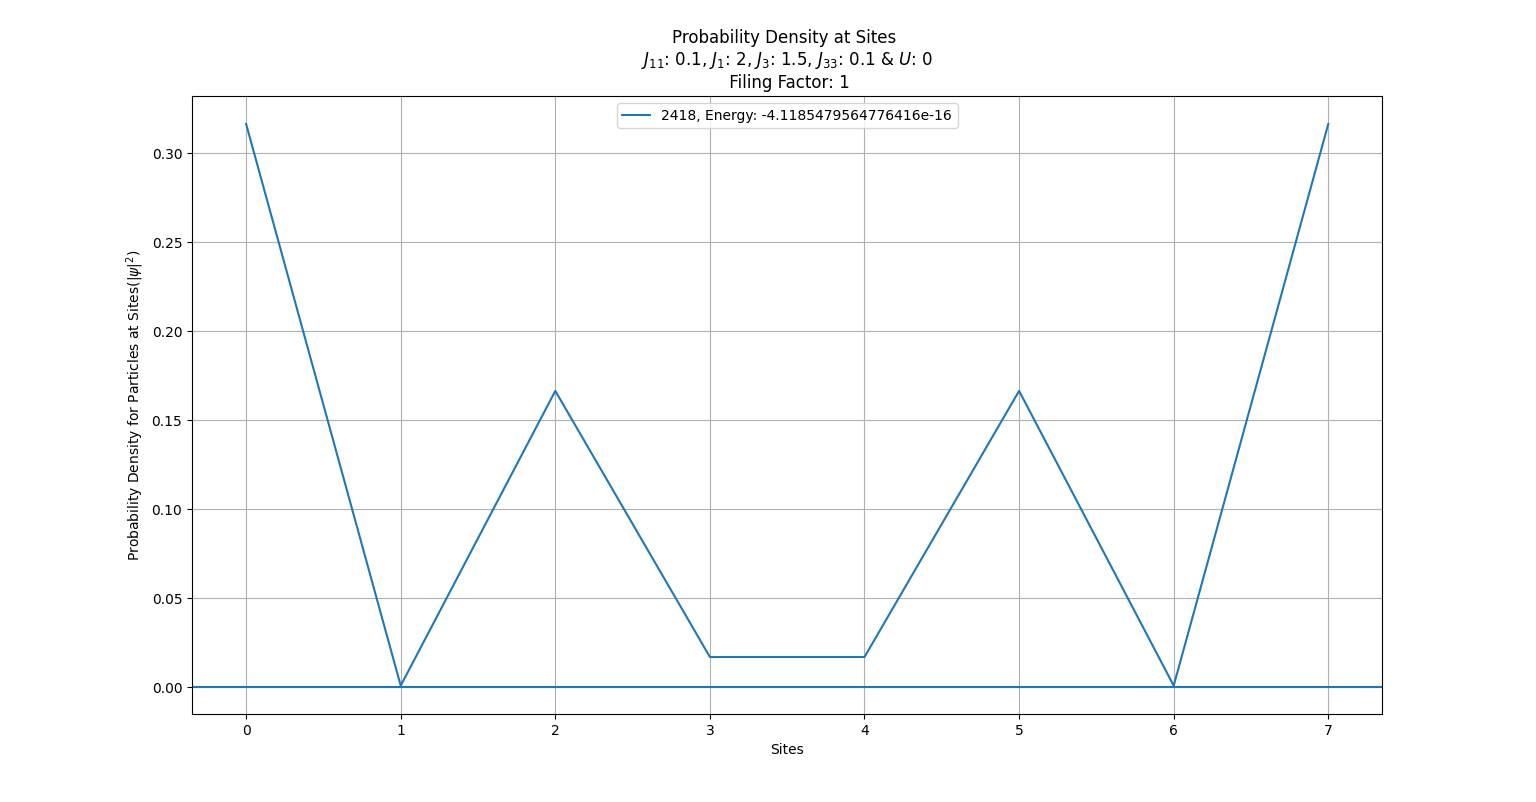 Probability Density at Sites
J₁₁: 0.1, J₁: 2, J₃: 1.5, J₃₃: 0.1 & U: 0
Filing Factor: 1
2418, Energy: -4.1185479564776416e-16
Probability Density for Particles at Sites(|ψ|²)
0.30
0.25
0.20
0.15
0.10
0.05
0.00
0 1 2 3 4 5 6 7
Sites